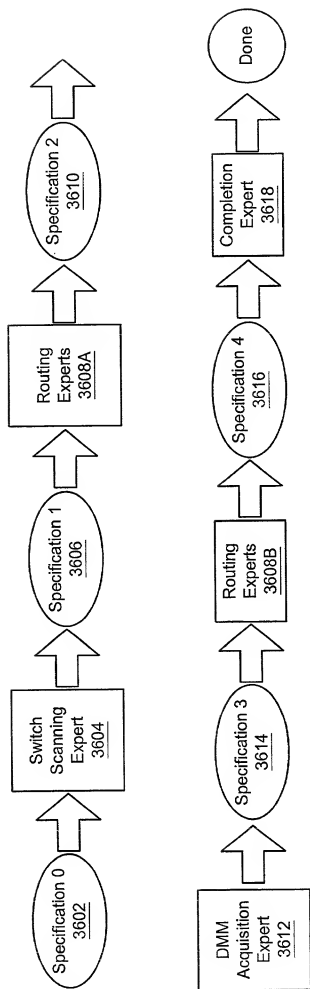 Specification 0
3602
Switch
Scanning
Expert
3604
Specification 1
3606
Routing
Experts
3608A
Specification 2
3610
DMM
Acquisition
Expert
3612
Specification 3
3614
Routing
Experts
3608B
Specification 4
3616
Completion
Expert
3618
Done